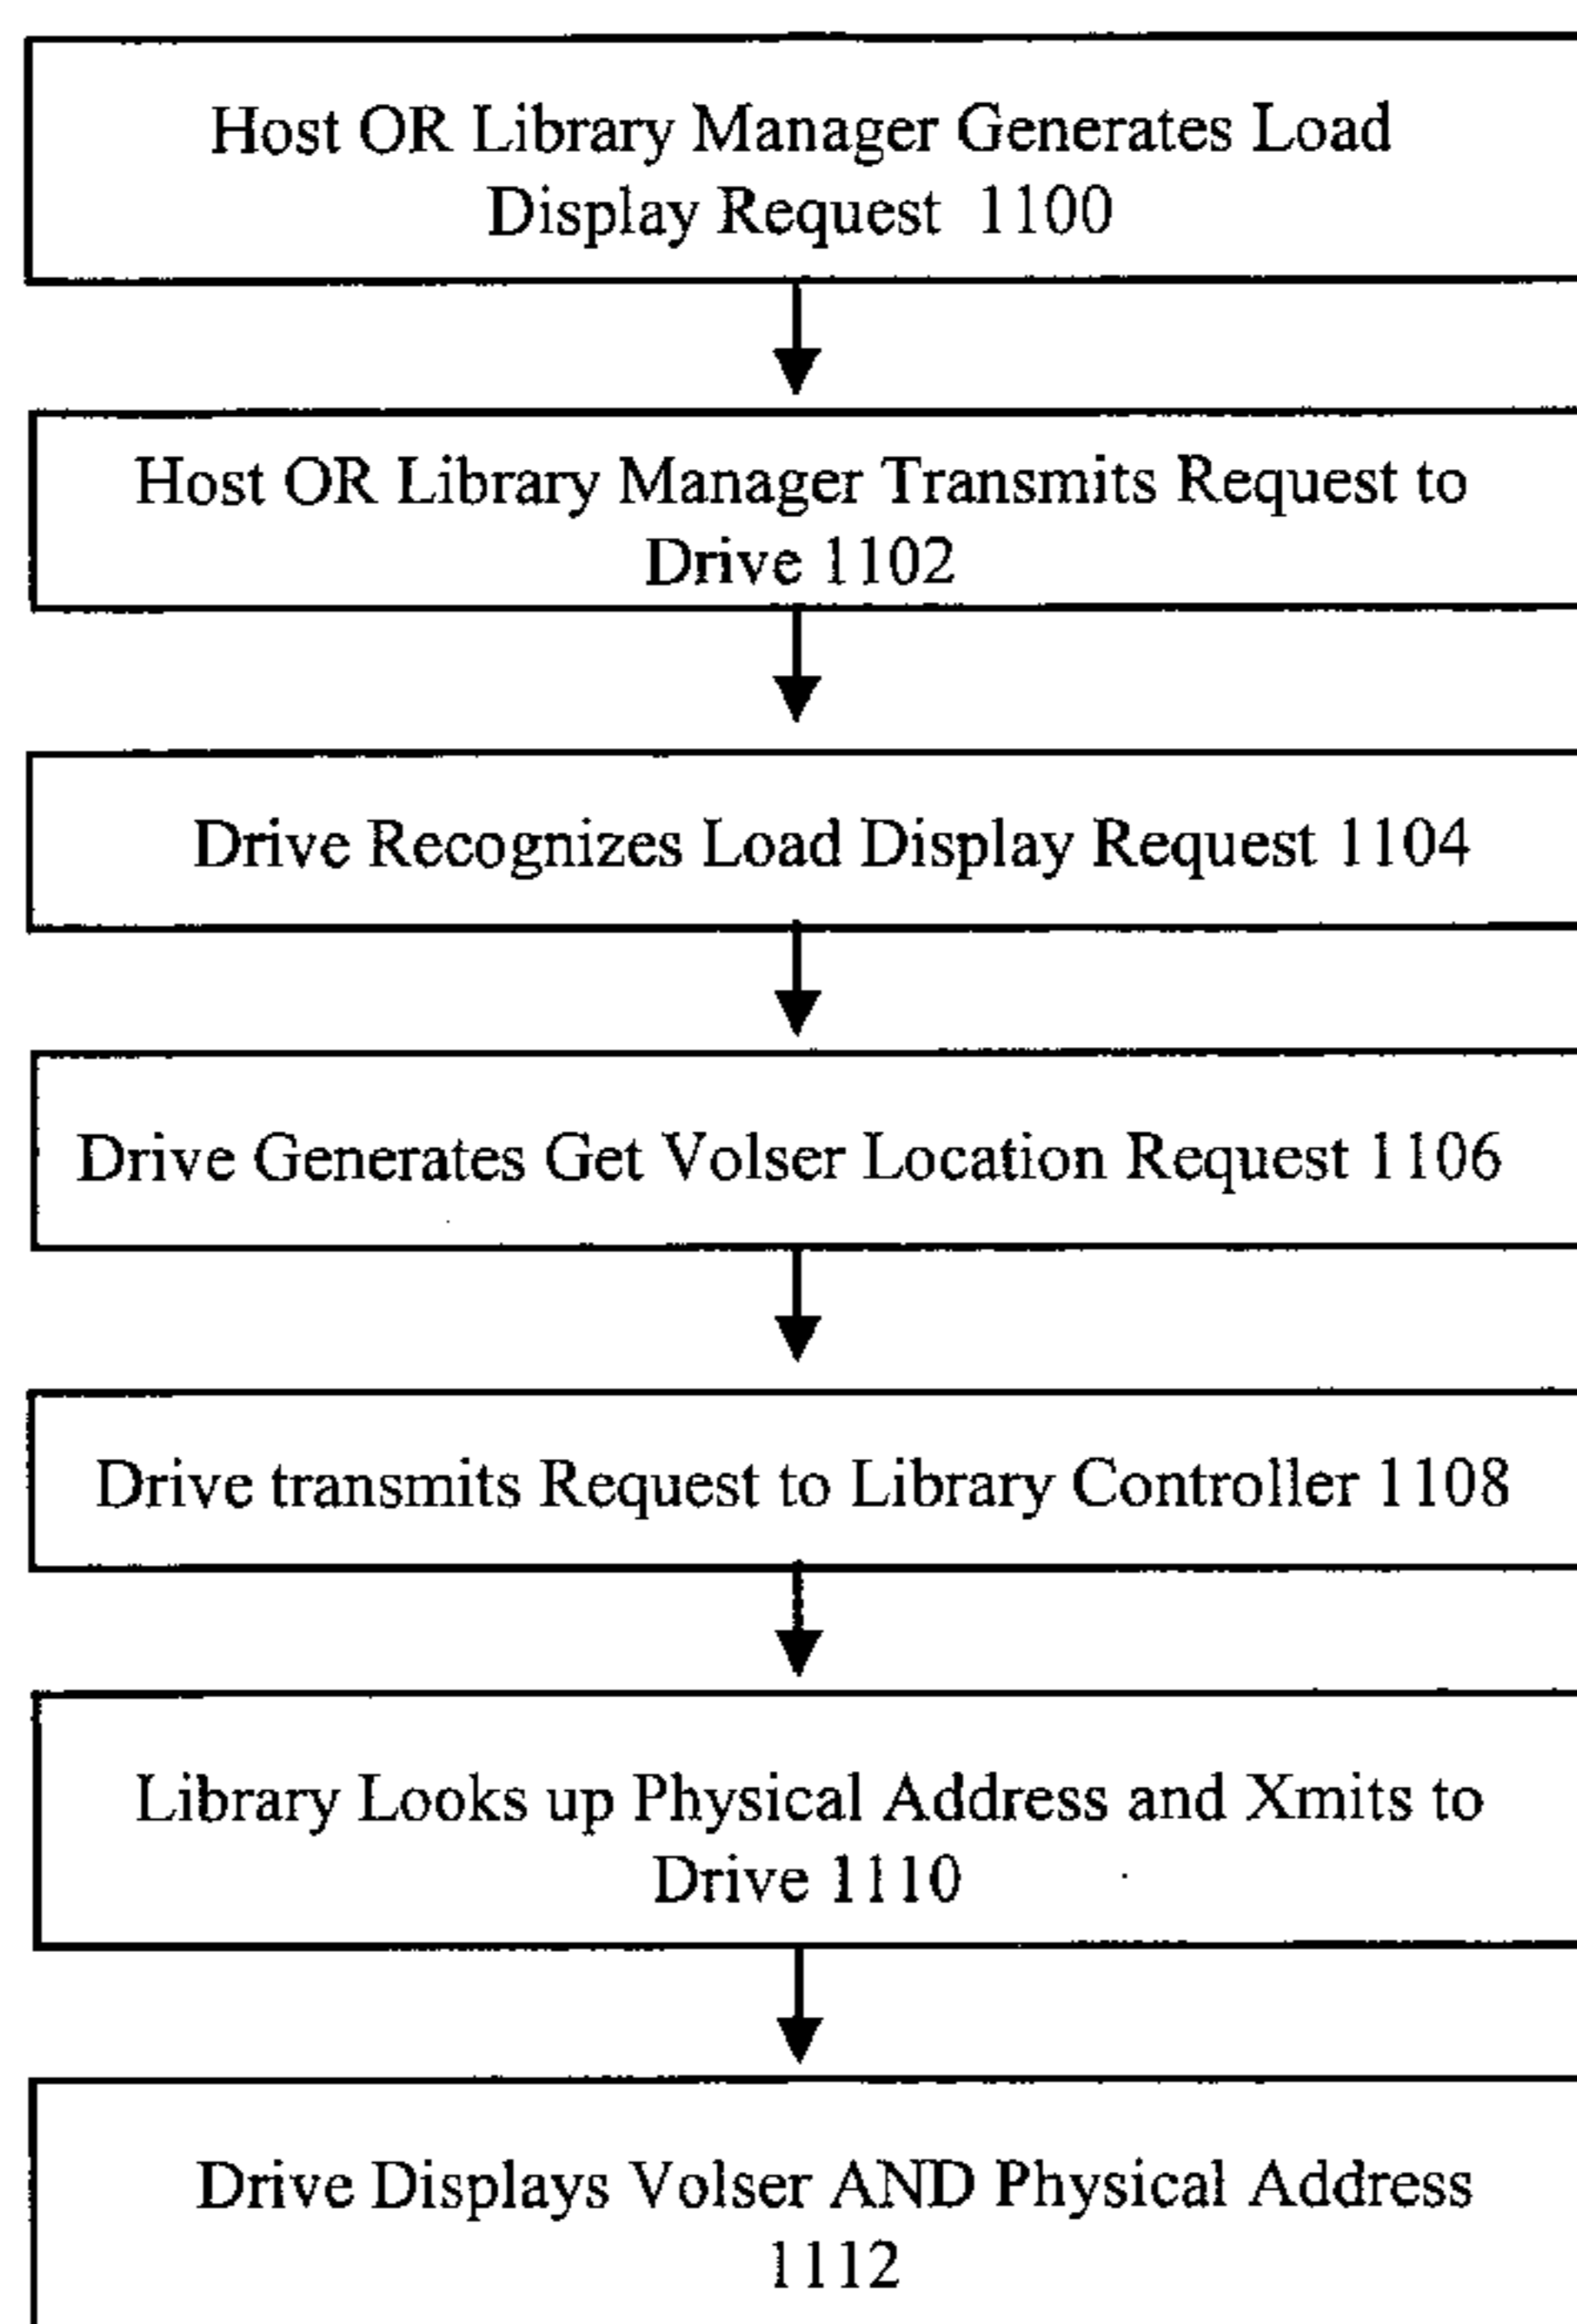 Host OR Library Manager Generates Load
Display Request 1100
Host OR Library Manager Transmits Request to
Drive 1102
Drive Recognizes Load Display Request 1104
Drive Generates Get Volser Location Request 1106
Drive transmits Request to Library Controller 1108
Library Looks up Physical Address and Xmits to
Drive 1110
Drive Displays Volser AND Physical Address
1112